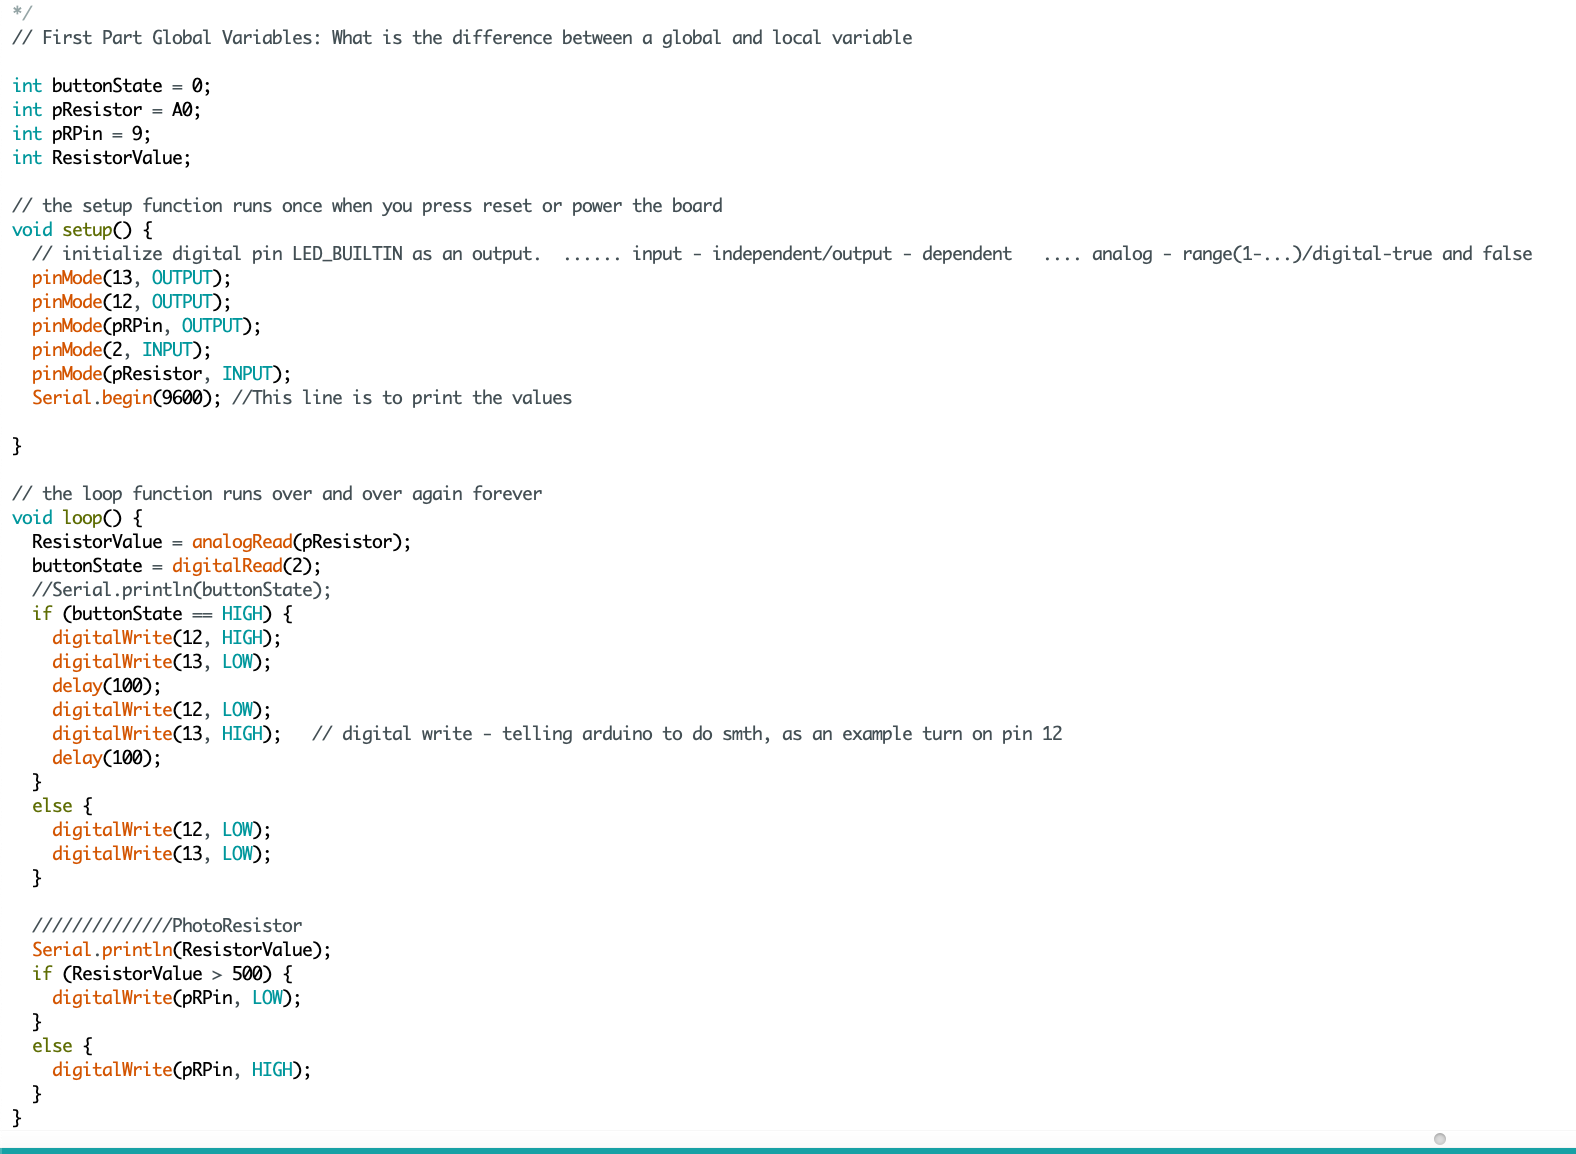 */
// First Part Global Variables: What is the difference between a global and local variable
int buttonState = 0;
int pResistor = A0;
int pRPin = 9;
int ResistorValue;
// the setup function runs once when you press reset or power the board
void setup() {
// initialize digital pin LED_BUILTIN as an output.  ...... input - independent/output - dependent   .... analog - range(1-...)/digital-true and false
pinMode(13, OUTPUT);
pinMode(12, OUTPUT);
pinMode(pRPin, OUTPUT);
pinMode(2, INPUT);
pinMode(pResistor, INPUT);
Serial.begin(9600); //This line is to print the values
}
// the loop function runs over and over again forever
void loop() {
ResistorValue = analogRead(pResistor);
buttonState = digitalRead(2);
//Serial.println(buttonState);
if (buttonState == HIGH) {
digitalWrite(12, HIGH);
digitalWrite(13, LOW);
delay(100);
digitalWrite(12, LOW);
digitalWrite(13, HIGH);   // digital write - telling arduino to do smth, as an example turn on pin 12
delay(100);
}
else {
digitalWrite(12, LOW);
digitalWrite(13, LOW);
}
//////////////PhotoResistor
Serial.println(ResistorValue);
if (ResistorValue > 500) {
digitalWrite(pRPin, LOW);
}
else {
digitalWrite(pRPin, HIGH);
}
}